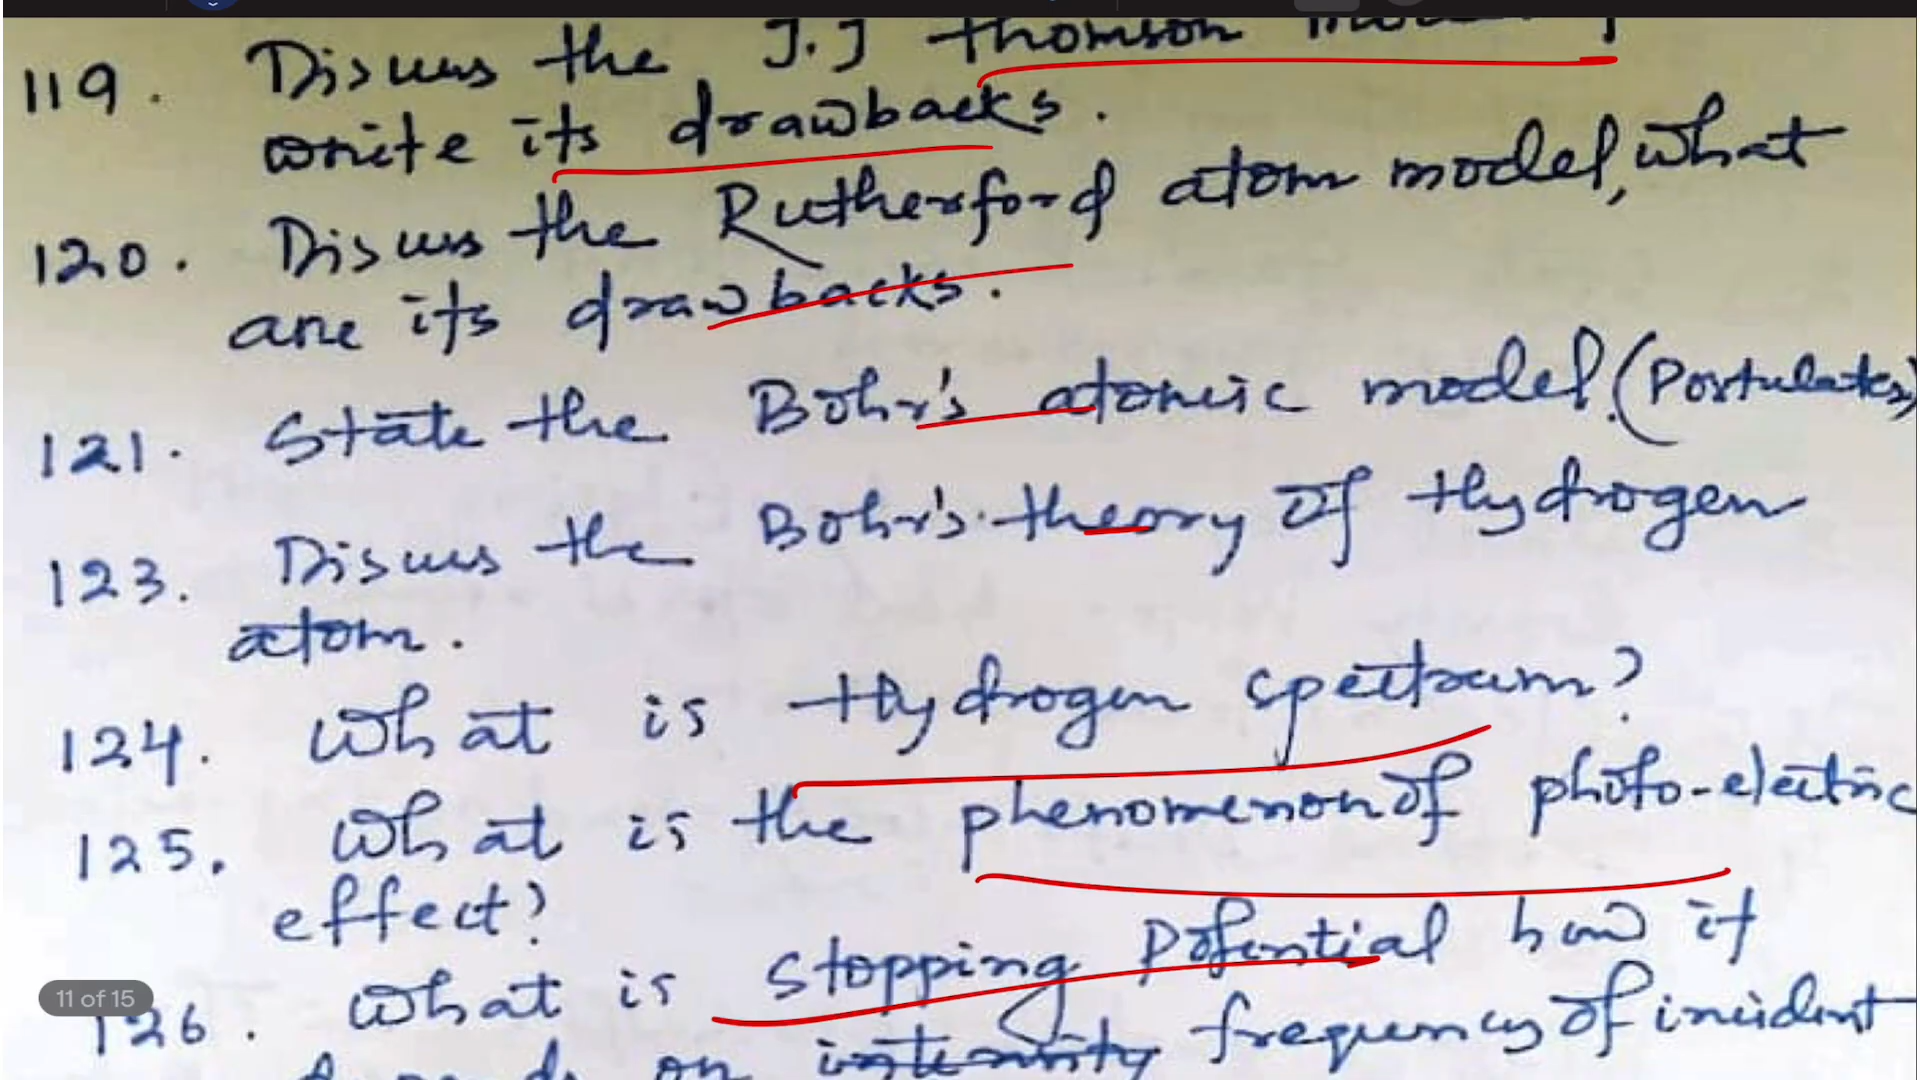 119. Discuss the J.J Thomson
write its drawbacks.
120. Discuss the Rutherford atom model, what
are its drawbacks.
121. State the Bohr's atomic model. (Postulates)
123. Discuss the Bohr's theory of Hydrogen
atom.
124. What is Hydrogen spectrum?
125. What is the phenomenon of photo-electric
effect?
126. What is stopping potential how it
depends on intensity frequency of incident
11 of 15